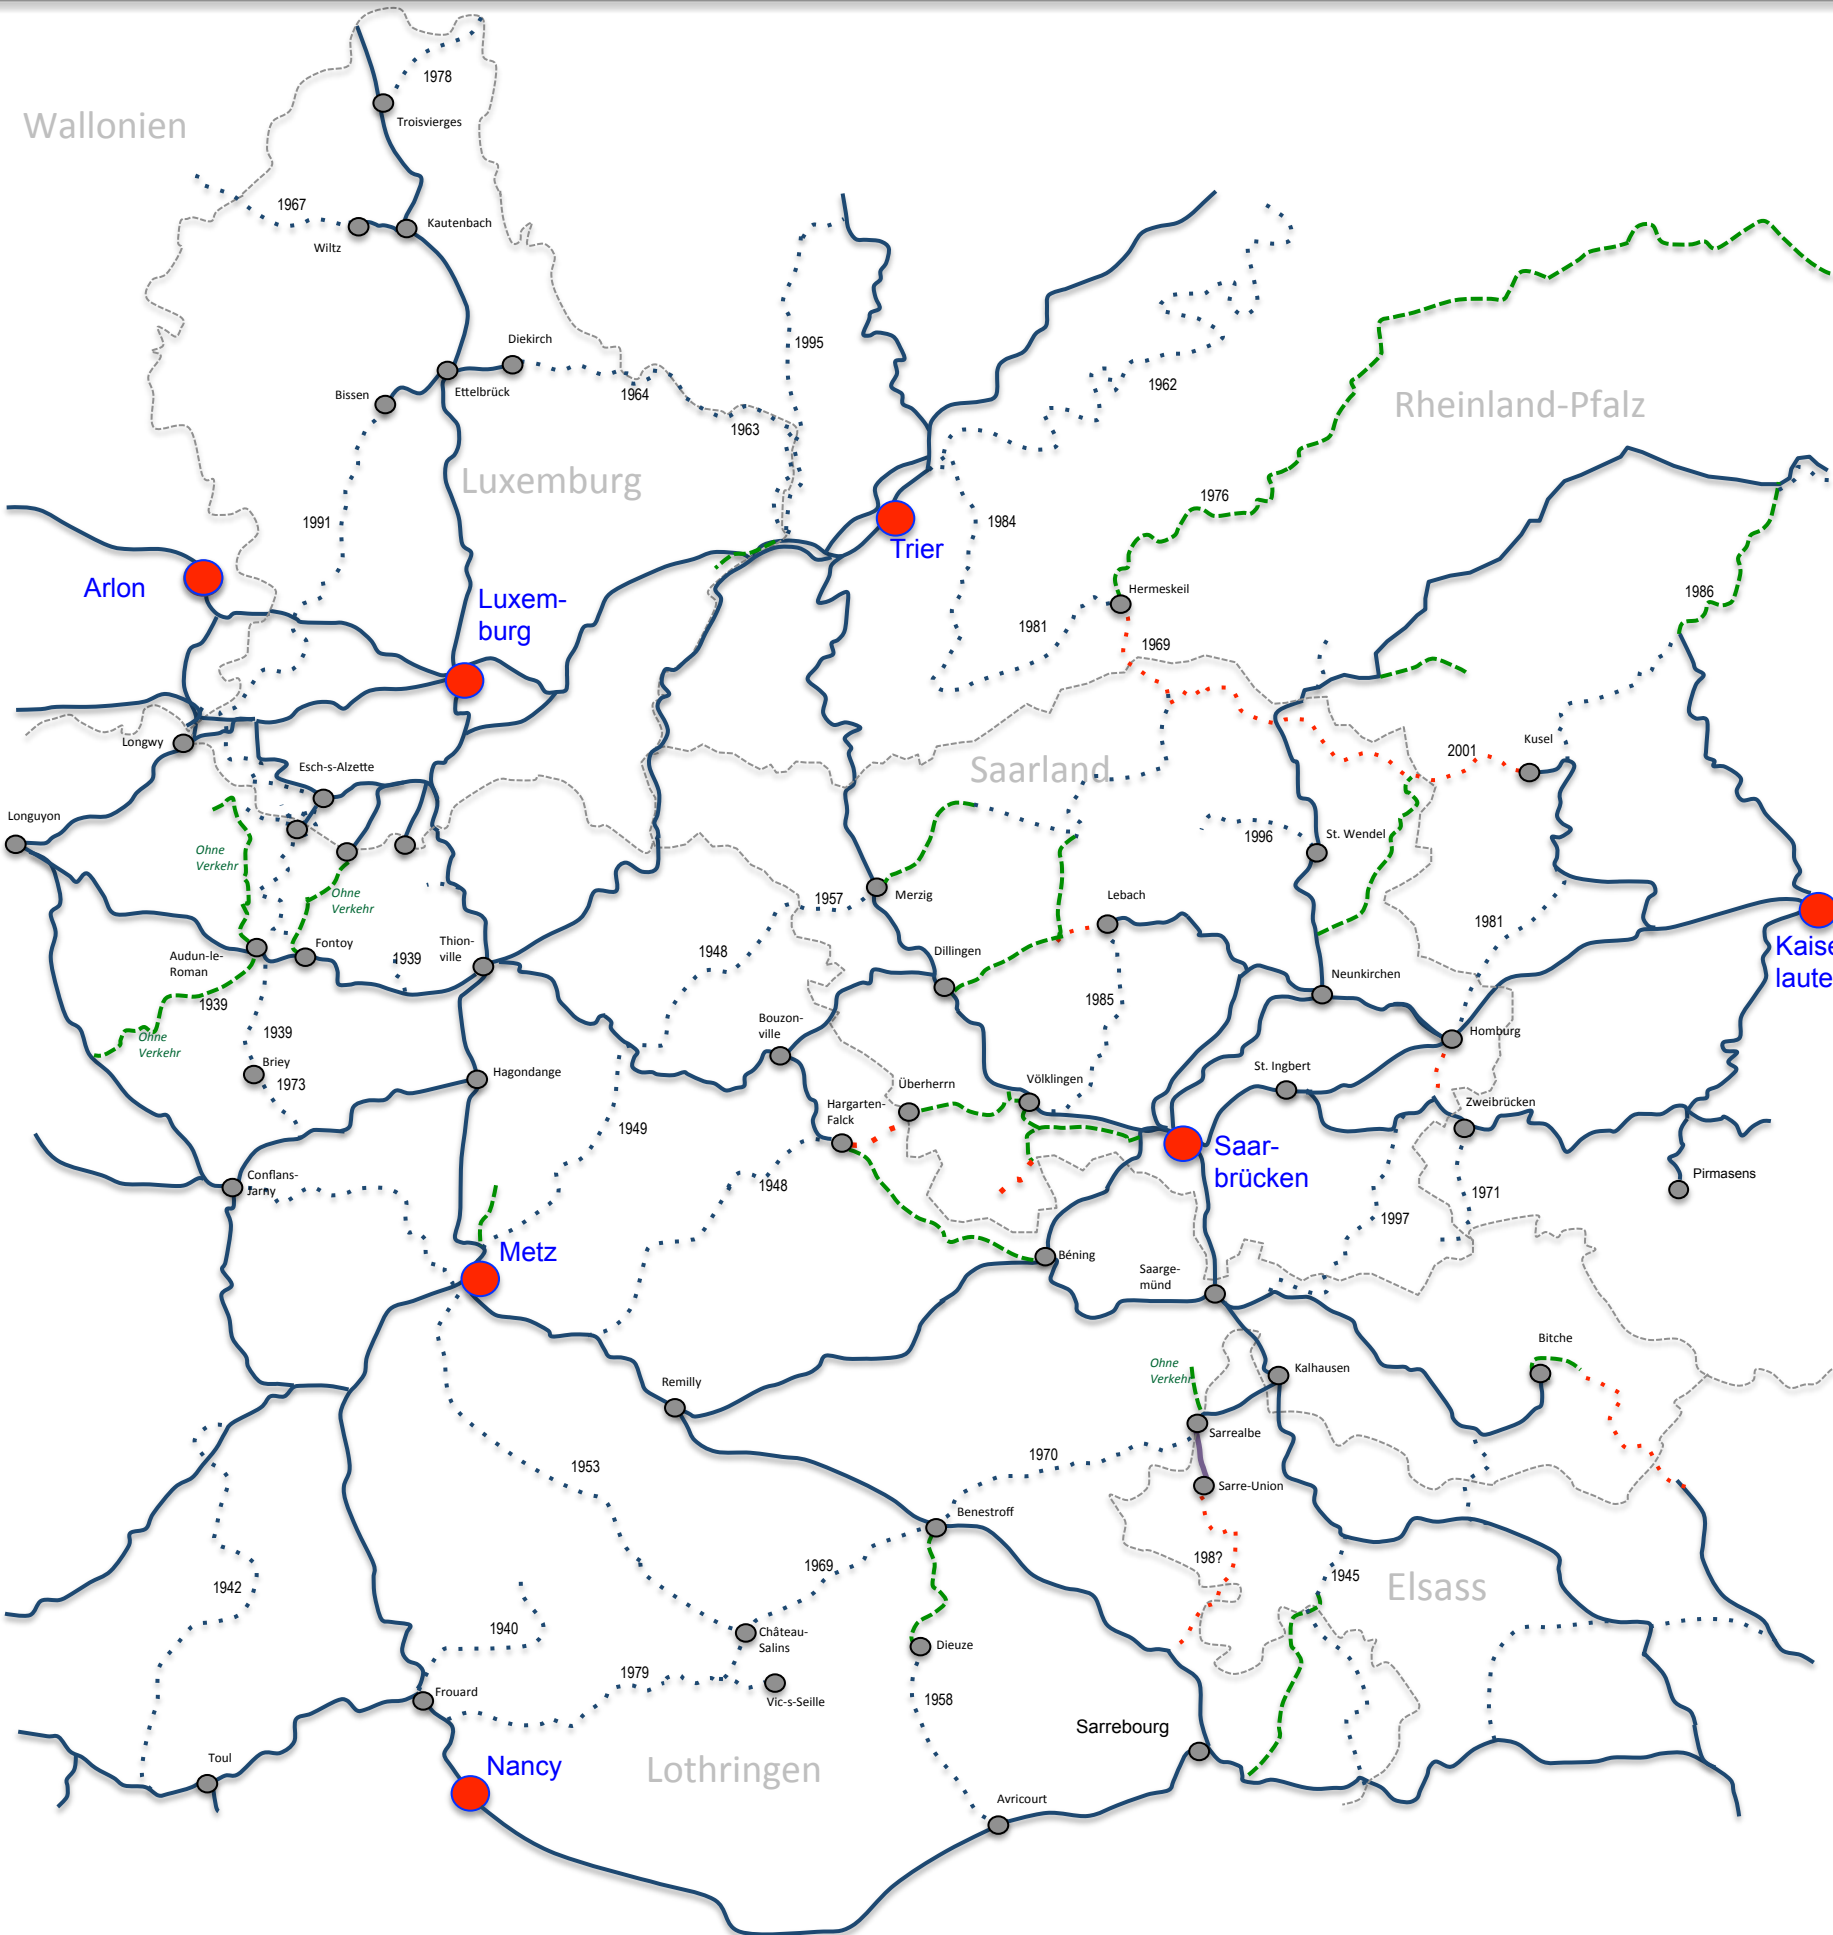 1978
Wallonien
Troisvierges
1967
Kautenbach
Wiltz
Diekirch
1995
Ettelbrück
Bissen
1964
1962
1963
Rheinland-Pfalz
Luxemburg
1976
1991
1984
Trier
Arlon
Luxem-
burg
Hermeskeil
1986
1981
1969
Longwy
Saarland
2001
Kusel
Esch-s-Alzette
Longuyon
1996
St. Wendel
Ohne
Verkehr
Ohne
Verkehr
1957
Merzig
Lebach
1981
Fontoy
Thion-
ville
1948
Dillingen
Audun-le-
Roman
1939
Kaise
laute
Neunkirchen
1939
1985
Bouzon-
ville
1939
Homburg
Ohne
Verkehr
Briey
1973
Hagondange
St. Ingbert
Überherrn
Völklingen
Hargarten-
Falck
Zweibrücken
1949
Saar-
brücken
Conflans-
Jarny
1948
Pirmasens
1971
1997
Metz
Béning
Saarge-
münd
Bitche
Ohne
Verkehr
Kalhausen
Remilly
Sarrealbe
1970
1953
Sarre-Union
Benestroff
198?
1969
1945
Elsass
1942
1940
Château-
Salins
Dieuze
1979
Frouard
Vic-s-Seille
1958
Sarrebourg
Toul
Nancy
Lothringen
Avricourt